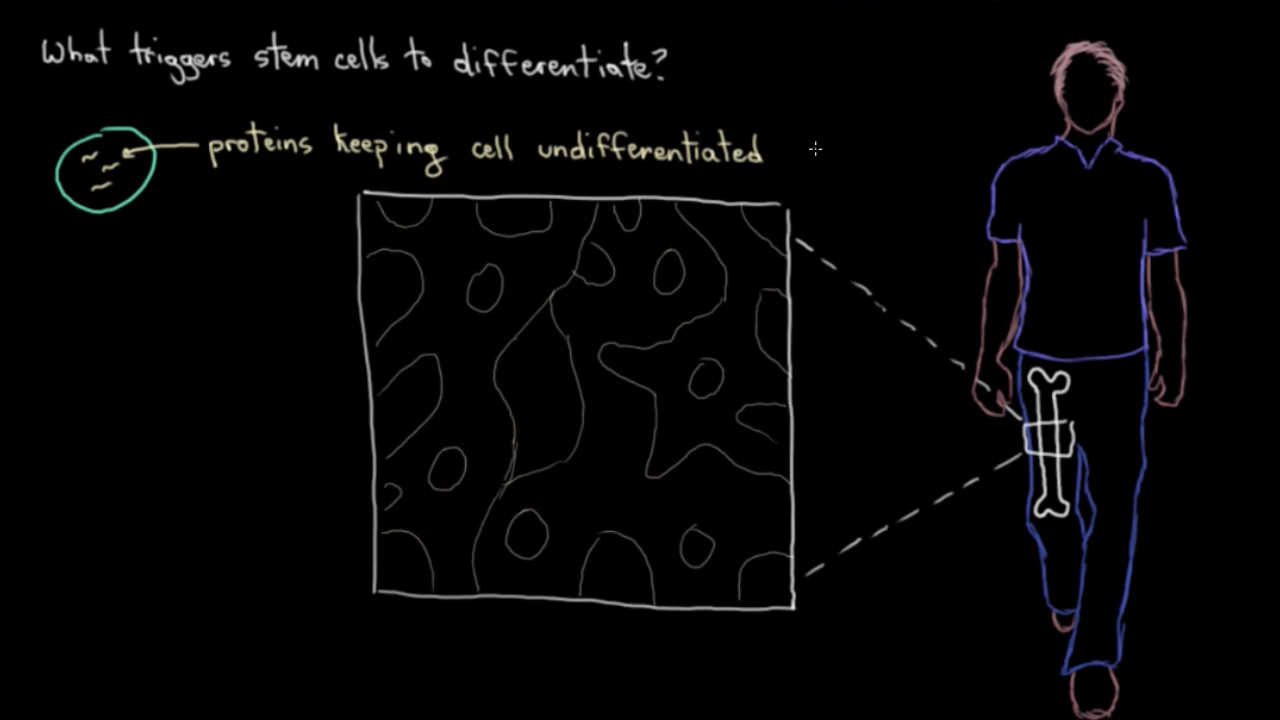 What triggers stem cells to differentiate?
proteins keeping cell undifferentiated